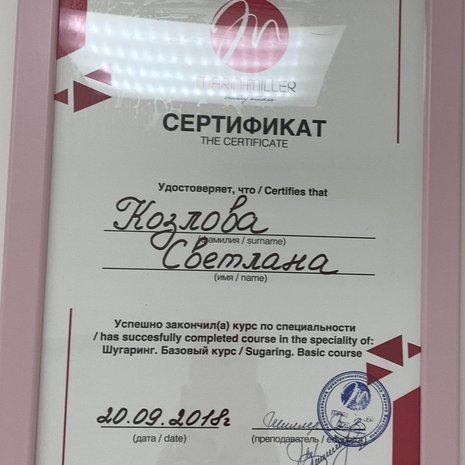 MARI MILLER
СЕРТИФИКАТ
THE CERTIFICATE
Удостоверяет, что / Certifies that
Козлова
(фамилия / surname)
Светлана
(имя / name)
Успешно закончил(а) курс по специальности
/ has succesfully completed course in the speciality of:
Шугаринг. Базовый курс / Sugaring. Basic course
20.09.2018г
(дата / date)
(преподаватель /